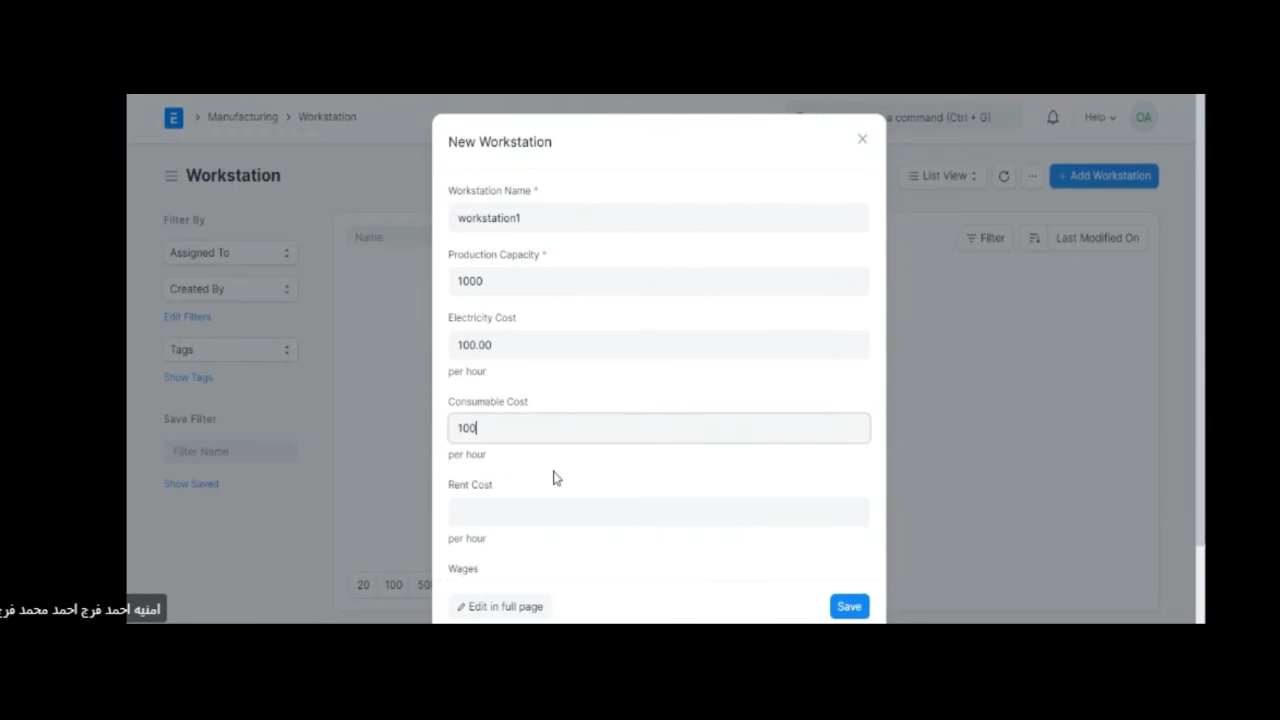 Manufacturing > Workstation
a command (Ctrl + G)
Help
OA
Workstation
List View
+ Add Workstation
Filter By
Assigned To
Created By
Edit Filters
Tags
Show Tags
Save Filter
Filter Name
Show Saved
Name
Filter
Last Modified On
20
100
New Workstation
Workstation Name *
workstation1
Production Capacity *
1000
Electricity Cost
100.00
per hour
Consumable Cost
100
per hour
Rent Cost
per hour
Wages
Edit in full page
Save
امنيه احمد فرج احمد محمد فرج